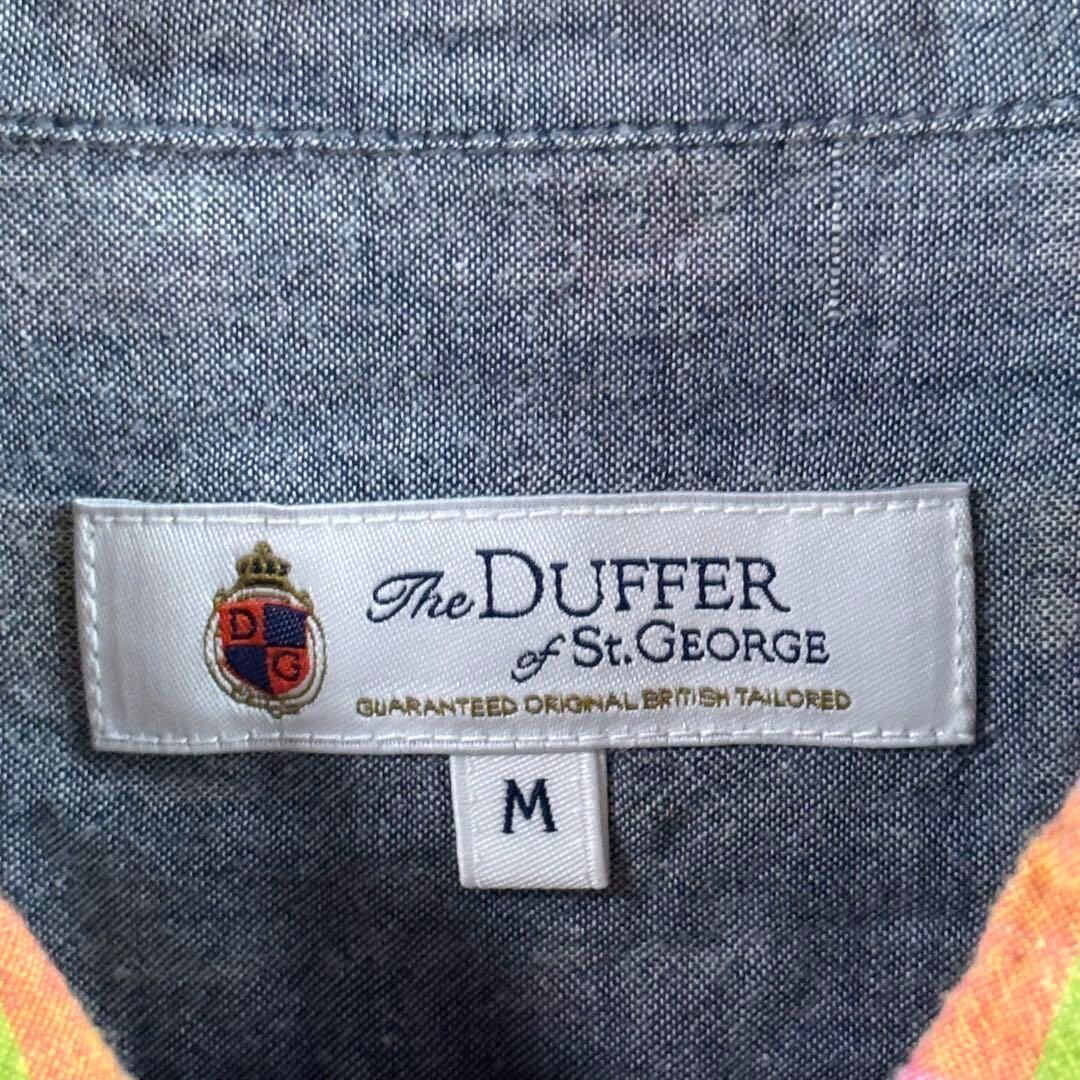 D
G
The DUFFER
of St. GEORGE
GUARANTEED ORIGINAL BRITISH TAILORED
M